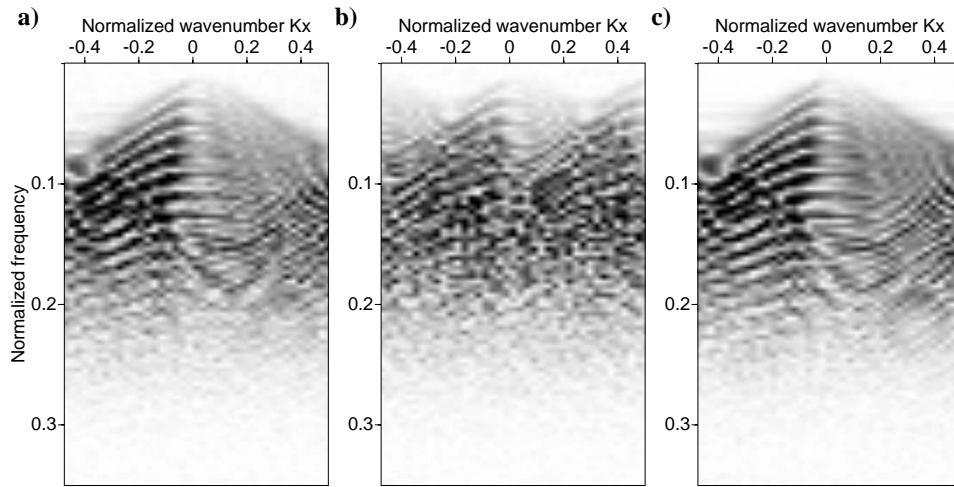 a) Normalized wavenumber Kx
-0.4 -0.2 0 0.2 0.4
b) Normalized wavenumber Kx
-0.4 -0.2 0 0.2 0.4
c) Normalized wavenumber Kx
-0.4 -0.2 0 0.2 0.4
Normalized frequency
0.1
0.2
0.3
0.1
0.2
0.3
0.1
0.2
0.3